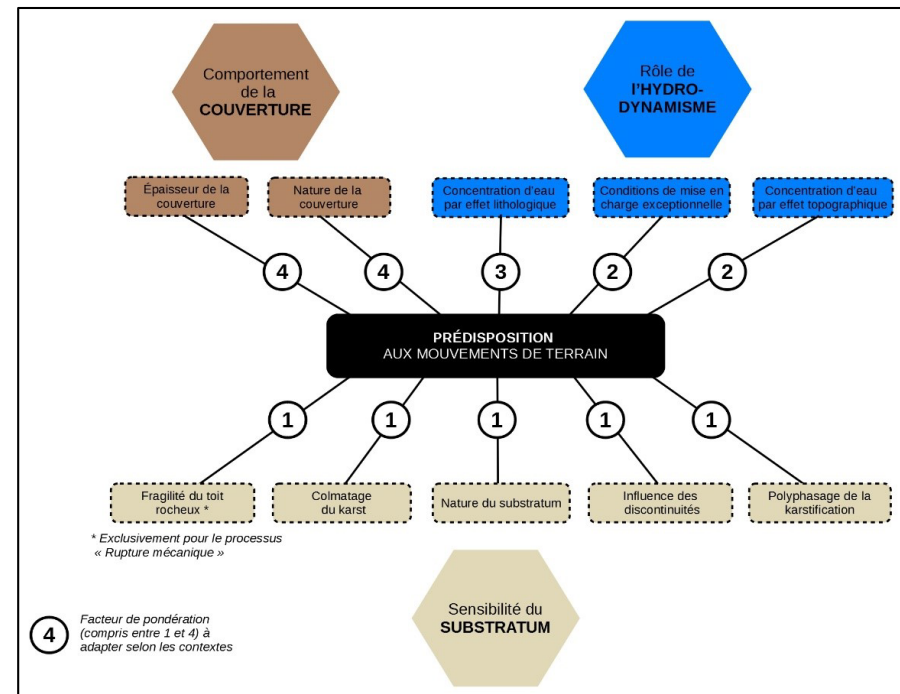 Comportement
de la
COUVERTURE
Rôle de
l'HYDRO-
DYNAMISME
Épaisseur de la
couverture
Nature de la
couverture
Concentration d'eau
par effet lithologique
Conditions de mise en
charge exceptionnelle
Concentration d'eau
par effet topographique
4
4
3
2
2
PRÉDISPOSITION
AUX MOUVEMENTS DE TERRAIN
1
1
1
1
1
Fragilité du toit
rocheux *
Colmatage
du karst
Nature du substratum
Influence des
discontinuités
Polyphasage de la
karstification
* Exclusivement pour le processus
« Rupture mécanique »
Sensibilité du
SUBSTRATUM
4
Facteur de pondération
(compris entre 1 et 4) à
adapter selon les contextes